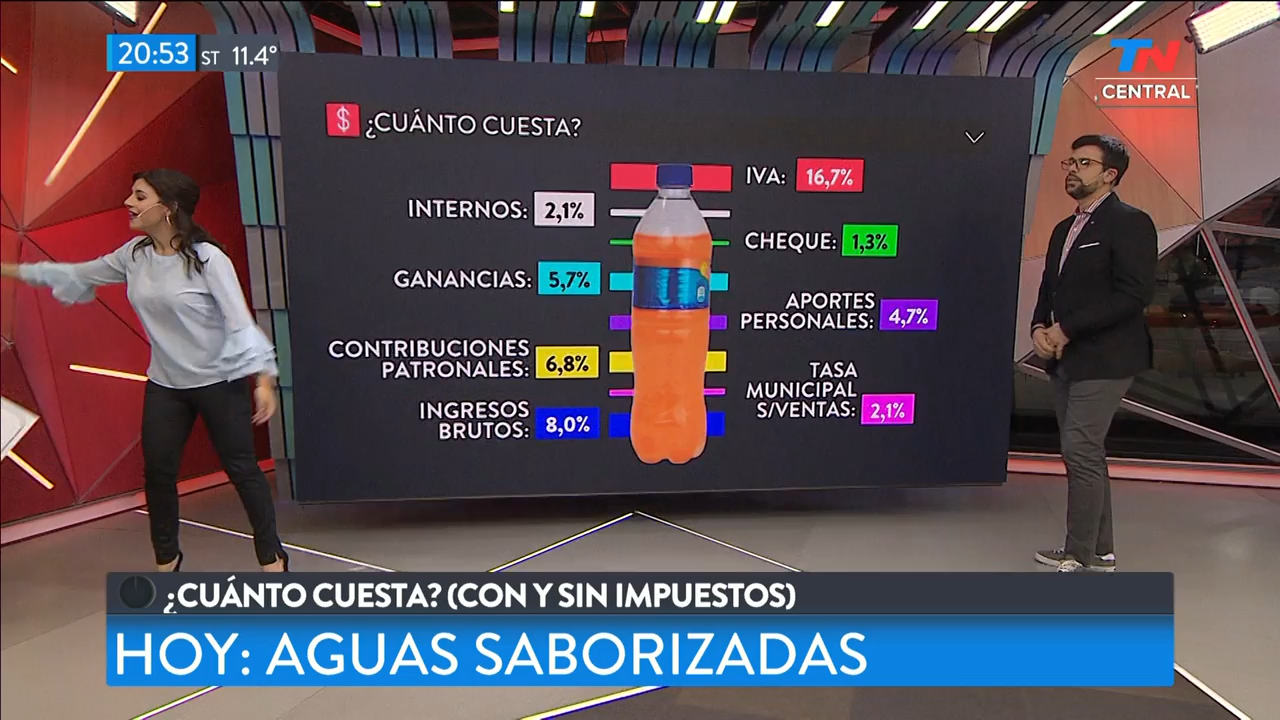 20:53 ST 11.4°
TN
CENTRAL
$ ¿CUÁNTO CUESTA?
IVA: 16,7%
INTERNOS: 2,1%
CHEQUE: 1,3%
GANANCIAS: 5,7%
APORTES
PERSONALES: 4,7%
CONTRIBUCIONES
PATRONALES: 6,8%
TASA
MUNICIPAL
S/VENTAS: 2,1%
INGRESOS
BRUTOS: 8,0%
¿CUÁNTO CUESTA? (CON Y SIN IMPUESTOS)
HOY: AGUAS SABORIZADAS